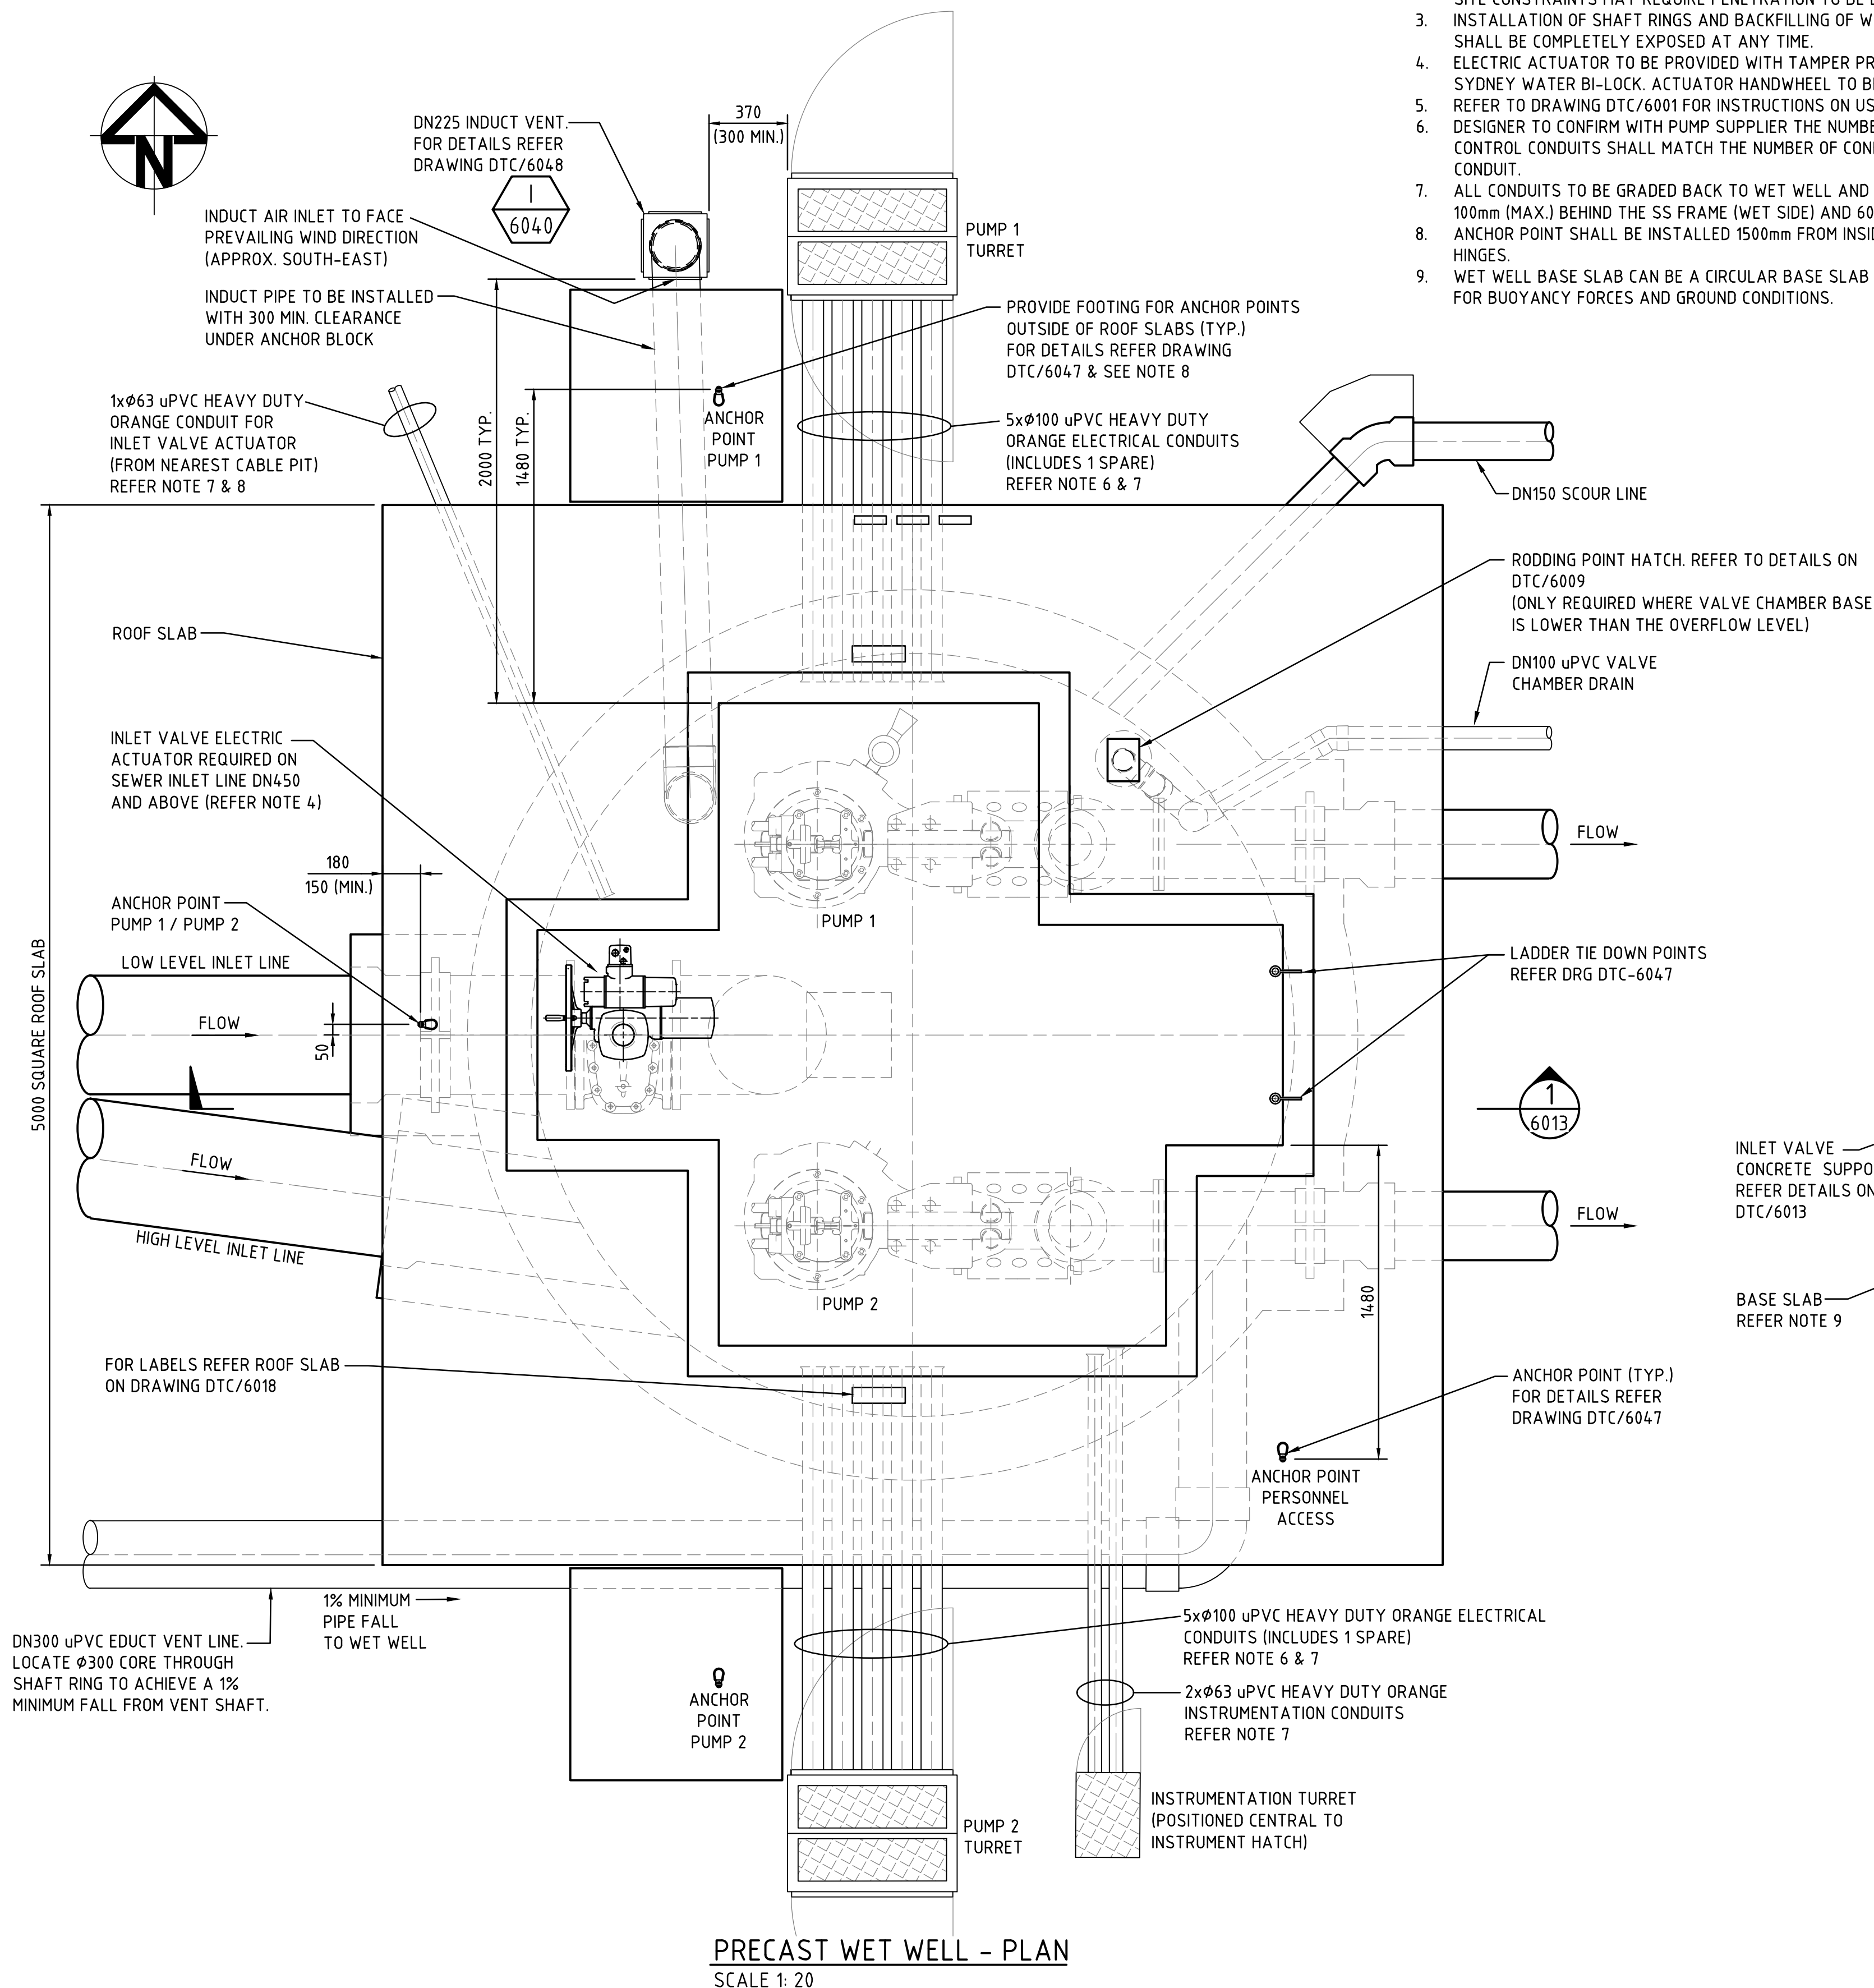 3. INSTALLATION OF SHAFT RINGS AND BACKFILLING OF
SHALL BE COMPLETELY EXPOSED AT ANY TIME.
4. ELECTRIC ACTUATOR TO BE PROVIDED WITH TAMPER
SYDNEY WATER BI-LOCK. ACTUATOR HANDWHEEL TO
5. REFER TO DRAWING DTC/6001 FOR INSTRUCTIONS ON
6. DESIGNER TO CONFIRM WITH PUMP SUPPLIER THE
CONTROL CONDUITS SHALL MATCH THE NUMBER OF
CONDUIT.
7. ALL CONDUITS TO BE GRADED BACK TO WET WELL AND
100mm (MAX.) BEHIND THE SS FRAME (WET SIDE) AND
8. ANCHOR POINT SHALL BE INSTALLED 1500mm FROM
HINGES.
9. WET WELL BASE SLAB CAN BE A CIRCULAR BASE SLAB
FOR BUOYANCY FORCES AND GROUND CONDITIONS.
N
DN225 INDUCT VENT.
FOR DETAILS REFER
DRAWING DTC/6048
370
(300 MIN.)
I
6040
INDUCT AIR INLET TO FACE
PREVAILING WIND DIRECTION
(APPROX. SOUTH-EAST)
PUMP 1
TURRET
INDUCT PIPE TO BE INSTALLED
WITH 300 MIN. CLEARANCE
UNDER ANCHOR BLOCK
PROVIDE FOOTING FOR ANCHOR POINTS
OUTSIDE OF ROOF SLABS (TYP.)
FOR DETAILS REFER DRAWING
DTC/6047 & SEE NOTE 8
1xø63 uPVC HEAVY DUTY
ORANGE CONDUIT FOR
INLET VALVE ACTUATOR
(FROM NEAREST CABLE PIT)
REFER NOTE 7 & 8
2000 TYP.
1480 TYP.
ANCHOR
POINT
PUMP 1
5xø100 uPVC HEAVY DUTY
ORANGE ELECTRICAL CONDUITS
(INCLUDES 1 SPARE)
REFER NOTE 6 & 7
DN150 SCOUR LINE
RODDING POINT HATCH. REFER TO DETAILS ON
DTC/6009
(ONLY REQUIRED WHERE VALVE CHAMBER BASE
IS LOWER THAN THE OVERFLOW LEVEL)
ROOF SLAB
DN100 uPVC VALVE
CHAMBER DRAIN
INLET VALVE ELECTRIC
ACTUATOR REQUIRED ON
SEWER INLET LINE DN450
AND ABOVE (REFER NOTE 4)
FLOW
180
150 (MIN.)
ANCHOR POINT
PUMP 1 / PUMP 2
PUMP 1
5000 SQUARE ROOF SLAB
LOW LEVEL INLET LINE
LADDER TIE DOWN POINTS
REFER DRG DTC-6047
FLOW
50
1
6013
INLET VALVE
CONCRETE
REFER DETAILS
DTC/6013
FLOW
FLOW
HIGH LEVEL INLET LINE
PUMP 2
1480
BASE SLAB
REFER NOTE 9
FOR LABELS REFER ROOF SLAB
ON DRAWING DTC/6018
ANCHOR POINT (TYP.)
FOR DETAILS REFER
DRAWING DTC/6047
ANCHOR POINT
PERSONNEL
ACCESS
1% MINIMUM
PIPE FALL
TO WET WELL
DN300 uPVC EDUCT VENT LINE.
LOCATE ø300 CORE THROUGH
SHAFT RING TO ACHIEVE A 1%
MINIMUM FALL FROM VENT SHAFT.
5xø100 uPVC HEAVY DUTY ORANGE ELECTRICAL
CONDUITS (INCLUDES 1 SPARE)
REFER NOTE 6 & 7
ANCHOR
POINT
PUMP 2
2xø63 uPVC HEAVY DUTY ORANGE
INSTRUMENTATION CONDUITS
REFER NOTE 7
INSTRUMENTATION TURRET
(POSITIONED CENTRAL TO
INSTRUMENT HATCH)
PUMP 2
TURRET
PRECAST WET WELL - PLAN
SCALE 1: 20